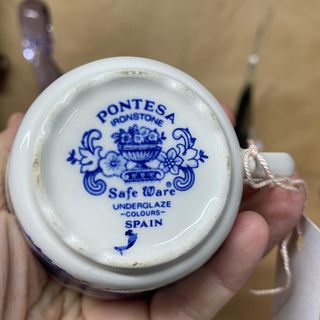 PONTESA
IRONSTONE
Safe Ware ®
UNDERGLAZE
-COLOURS-
SPAIN